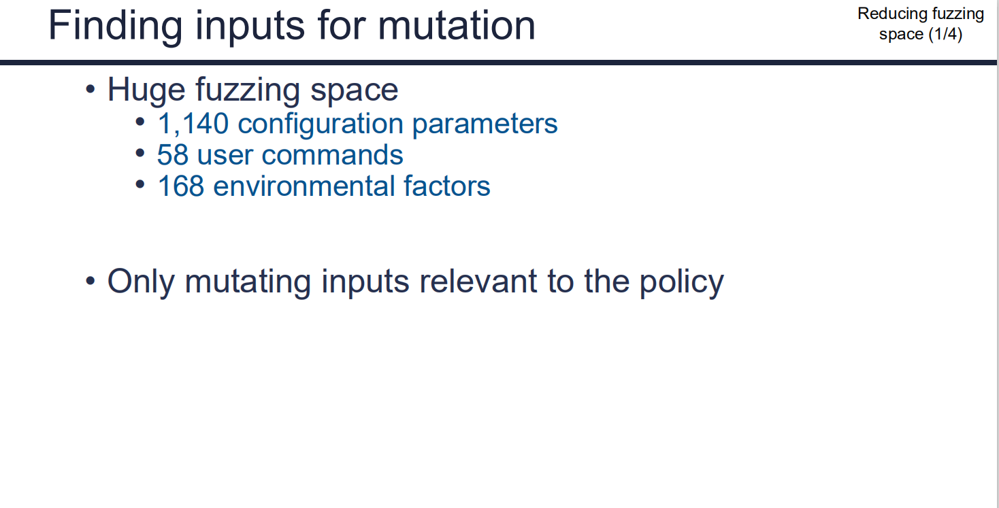 Finding inputs for mutation
Reducing fuzzing
space (1/4)
• Huge fuzzing space
• 1,140 configuration parameters
• 58 user commands
• 168 environmental factors
• Only mutating inputs relevant to the policy